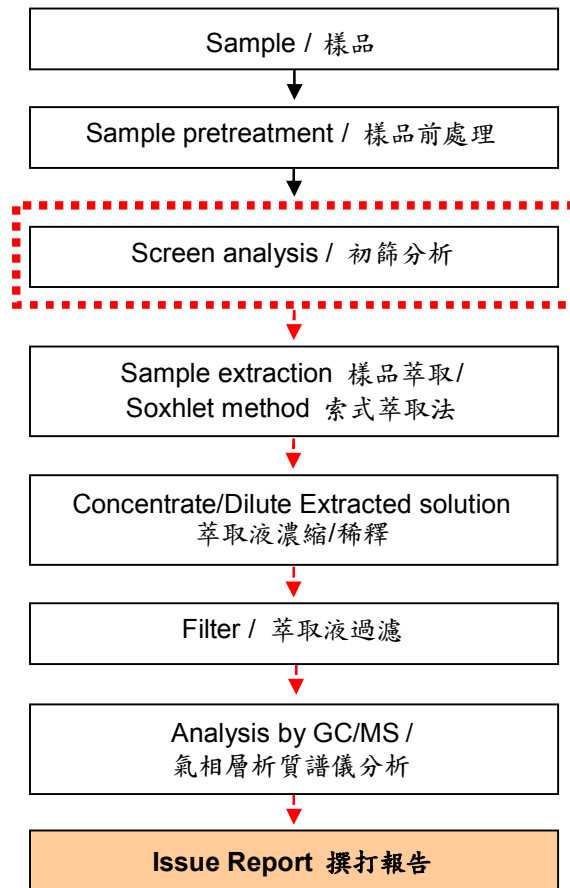 Sample / 樣品
Sample pretreatment / 樣品前處理
Screen analysis / 初篩分析
Sample extraction 樣品萃取/
Soxhlet method 索式萃取法
Concentrate/Dilute Extracted solution
萃取液濃縮/稀釋
Filter / 萃取液過濾
Analysis by GC/MS /
氣相層析質譜儀分析
Issue Report 撰打報告